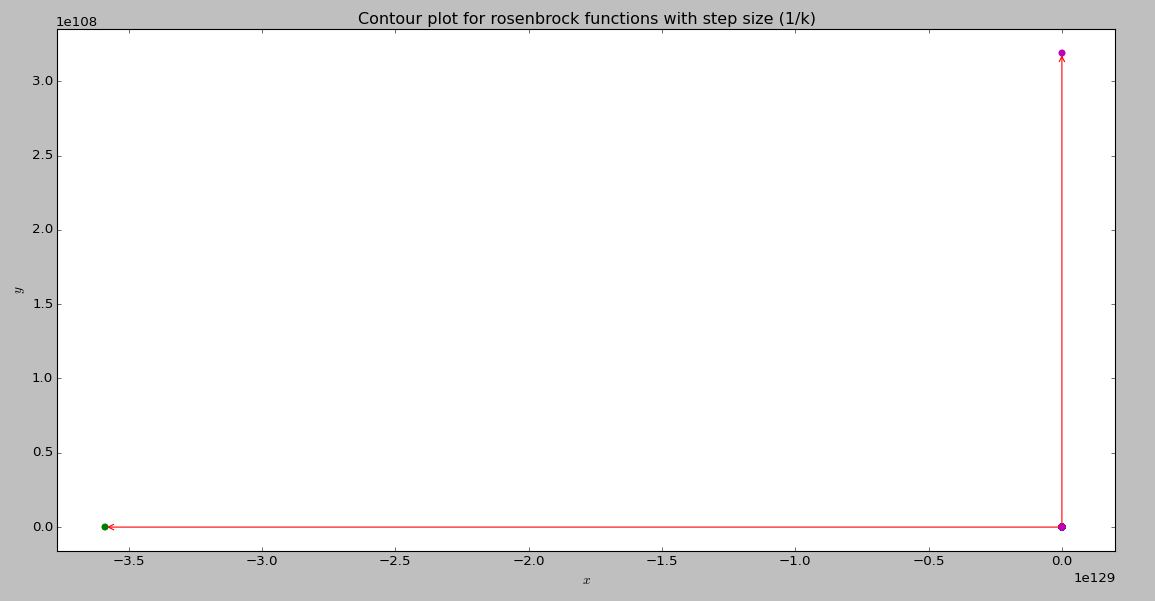 Contour plot for rosenbrock functions with step size (1/k)
1e108
3.0
2.5
2.0
1.5
1.0
0.5
0.0
y
−3.5 −3.0 −2.5 −2.0 −1.5 −1.0 −0.5 0.0
1e129
x